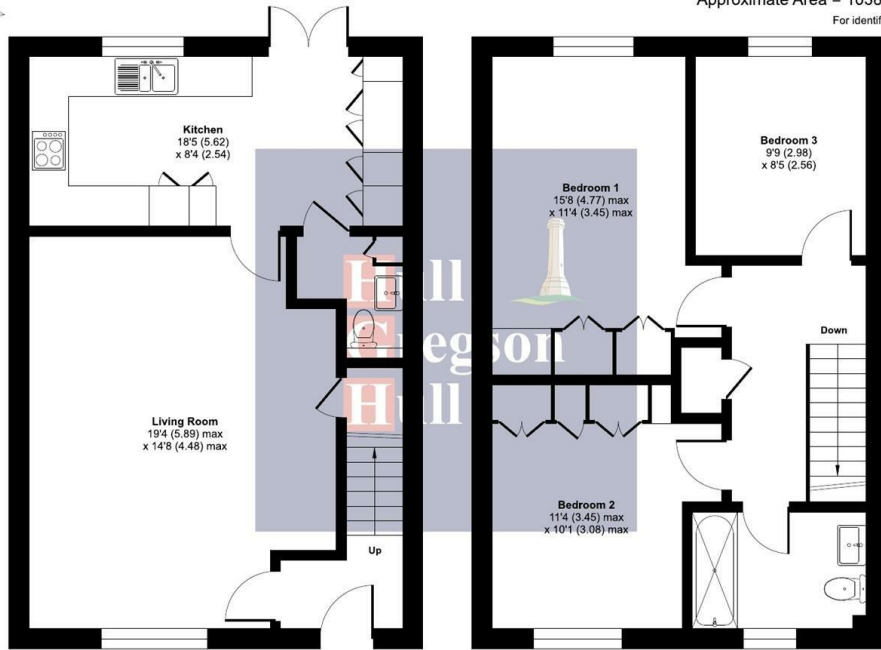 Approximate Area = 1038
For identif
Kitchen
18'5 (5.62)
x 8'4 (2.54)
Bedroom 1
15'8 (4.77) max
x 11'4 (3.45) max
Bedroom 3
9'9 (2.98)
x 8'5 (2.56)
Hull
Gregson
Hull
Down
Living Room
19'4 (5.89) max
x 14'8 (4.48) max
Bedroom 2
11'4 (3.45) max
x 10'1 (3.08) max
Up